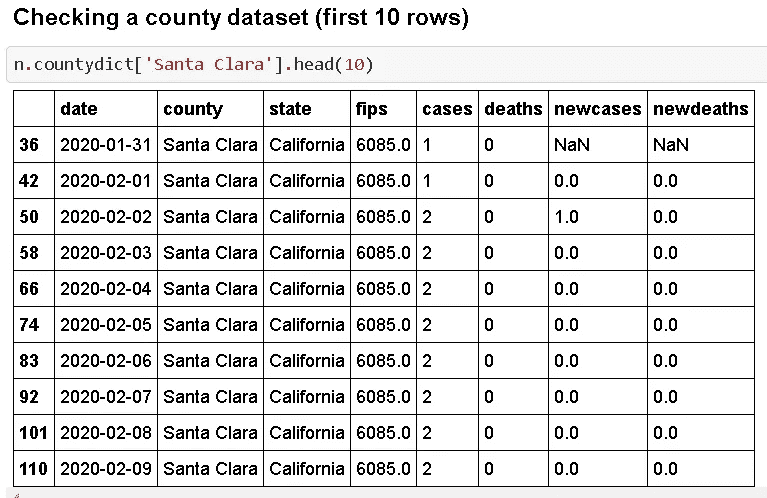 Checking a county dataset (first 10 rows)
n.countydict['Santa Clara'].head(10)
date county state fips cases deaths newcases newdeaths
36 2020-01-31 Santa Clara California 6085.0 1 0 NaN NaN
42 2020-02-01 Santa Clara California 6085.0 1 0 0.0 0.0
50 2020-02-02 Santa Clara California 6085.0 2 0 1.0 0.0
58 2020-02-03 Santa Clara California 6085.0 2 0 0.0 0.0
66 2020-02-04 Santa Clara California 6085.0 2 0 0.0 0.0
74 2020-02-05 Santa Clara California 6085.0 2 0 0.0 0.0
83 2020-02-06 Santa Clara California 6085.0 2 0 0.0 0.0
92 2020-02-07 Santa Clara California 6085.0 2 0 0.0 0.0
101 2020-02-08 Santa Clara California 6085.0 2 0 0.0 0.0
110 2020-02-09 Santa Clara California 6085.0 2 0 0.0 0.0